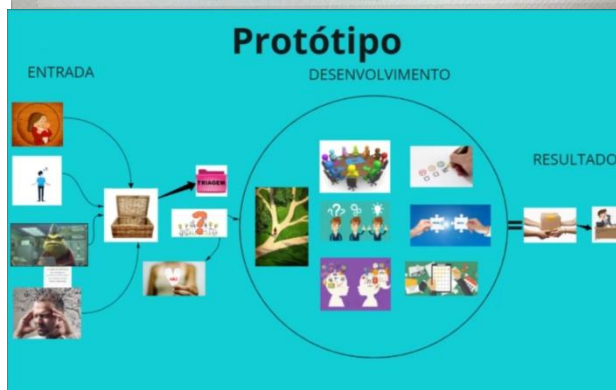 Protótipo
ENTRADA
DESENVOLVIMENTO
RESULTADO
TRIAGEM